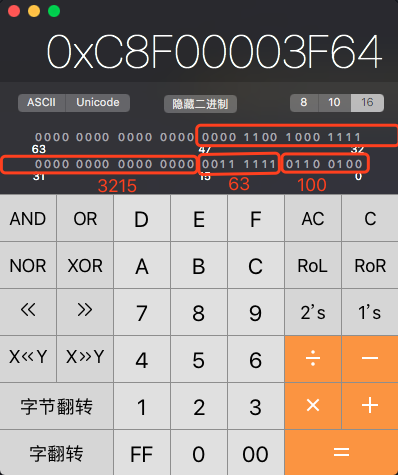 0xC8F00003F64
ASCII Unicode 隐藏二进制 8 10 16
0000 0000 0000 0000 0000 1100 1000 1111
63 47 32
0000 0000 0000 0000 0011 1111 0110 0100
31 15 0
3215 63 100
AND OR D E F AC C
NOR XOR A B C RoL RoR
« » 7 8 9 2's 1's
X«Y X»Y 4 5 6 ÷ −
字节翻转 1 2 3 × +
字翻转 FF 0 00 =